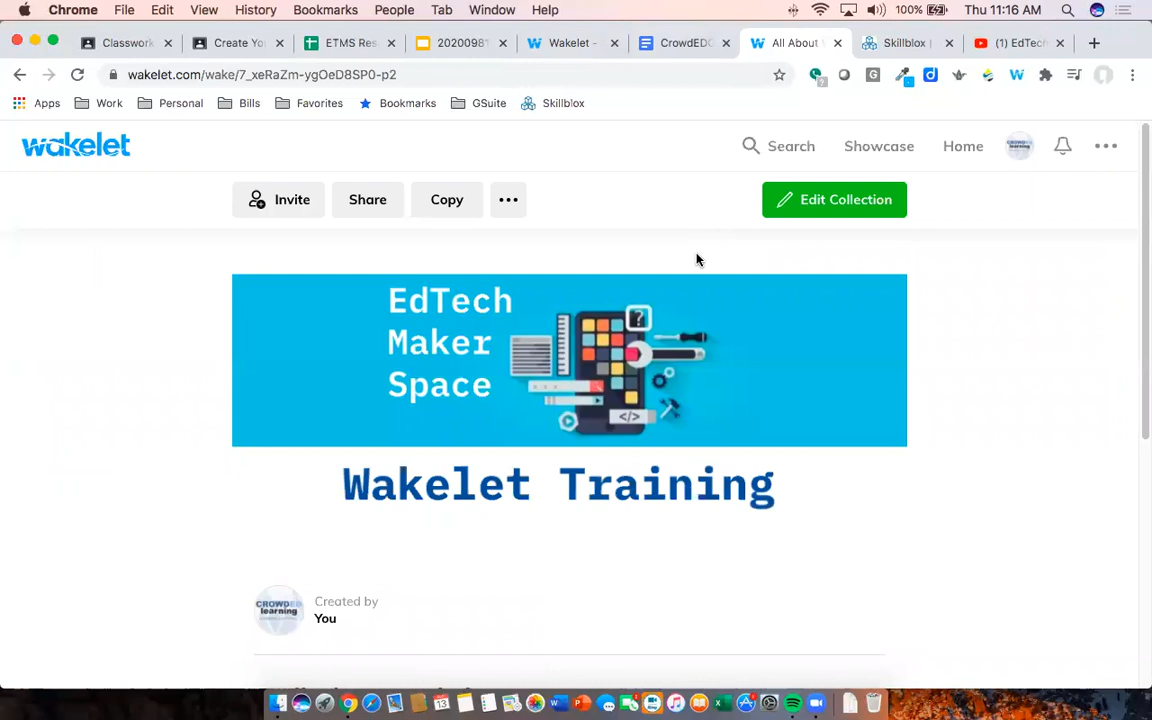 Chrome File Edit View History Bookmarks People Tab Window Help 100% Thu 11:16 AM
Classwork Create Yo ETMS Res 20200981 Wakelet - CrowdEDC All About Skillblox | (1) EdTech
wakelet.com/wake/7_xeRaZm-ygOeD8SP0-p2
Apps Work Personal Bills Favorites Bookmarks GSuite Skillblox
wakelet Search Showcase Home
Invite Share Copy Edit Collection
EdTech
Maker
Space
Wakelet Training
CROWDED
learning
Created by
You